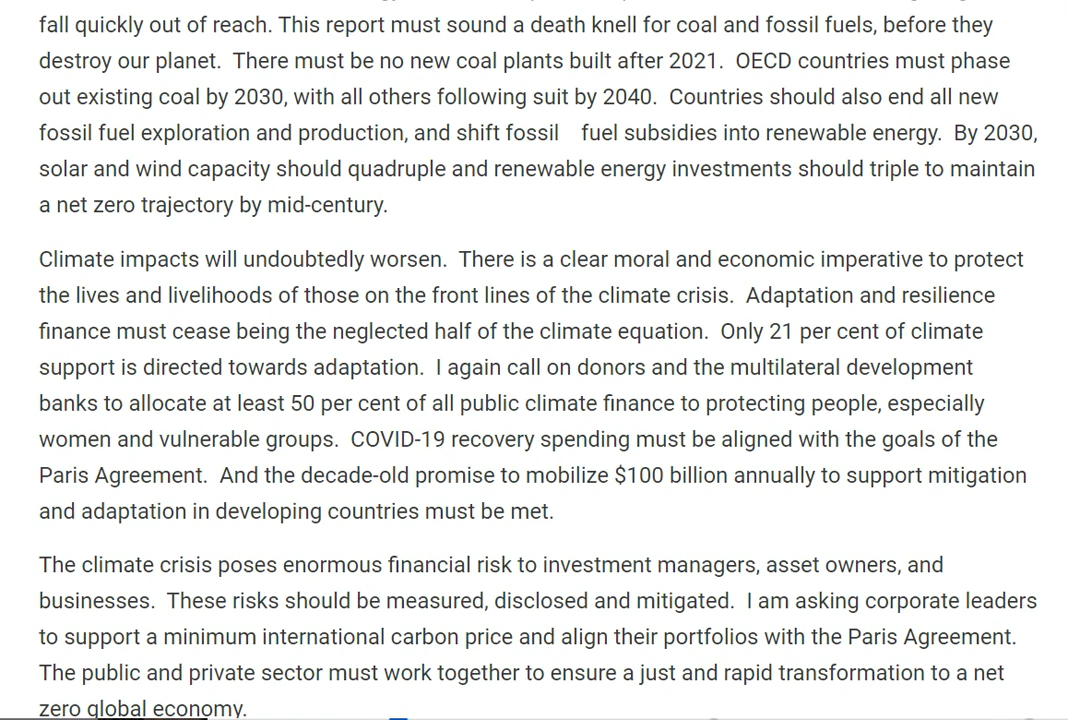 fall quickly out of reach. This report must sound a death knell for coal and fossil fuels, before they
destroy our planet.  There must be no new coal plants built after 2021.  OECD countries must phase
out existing coal by 2030, with all others following suit by 2040.  Countries should also end all new
fossil fuel exploration and production, and shift fossil    fuel subsidies into renewable energy.  By 2030,
solar and wind capacity should quadruple and renewable energy investments should triple to maintain
a net zero trajectory by mid-century.
Climate impacts will undoubtedly worsen.  There is a clear moral and economic imperative to protect
the lives and livelihoods of those on the front lines of the climate crisis.  Adaptation and resilience
finance must cease being the neglected half of the climate equation.  Only 21 per cent of climate
support is directed towards adaptation.  I again call on donors and the multilateral development
banks to allocate at least 50 per cent of all public climate finance to protecting people, especially
women and vulnerable groups.  COVID-19 recovery spending must be aligned with the goals of the
Paris Agreement.  And the decade-old promise to mobilize $100 billion annually to support mitigation
and adaptation in developing countries must be met.
The climate crisis poses enormous financial risk to investment managers, asset owners, and
businesses.  These risks should be measured, disclosed and mitigated.  I am asking corporate leaders
to support a minimum international carbon price and align their portfolios with the Paris Agreement.
The public and private sector must work together to ensure a just and rapid transformation to a net
zero global economy.